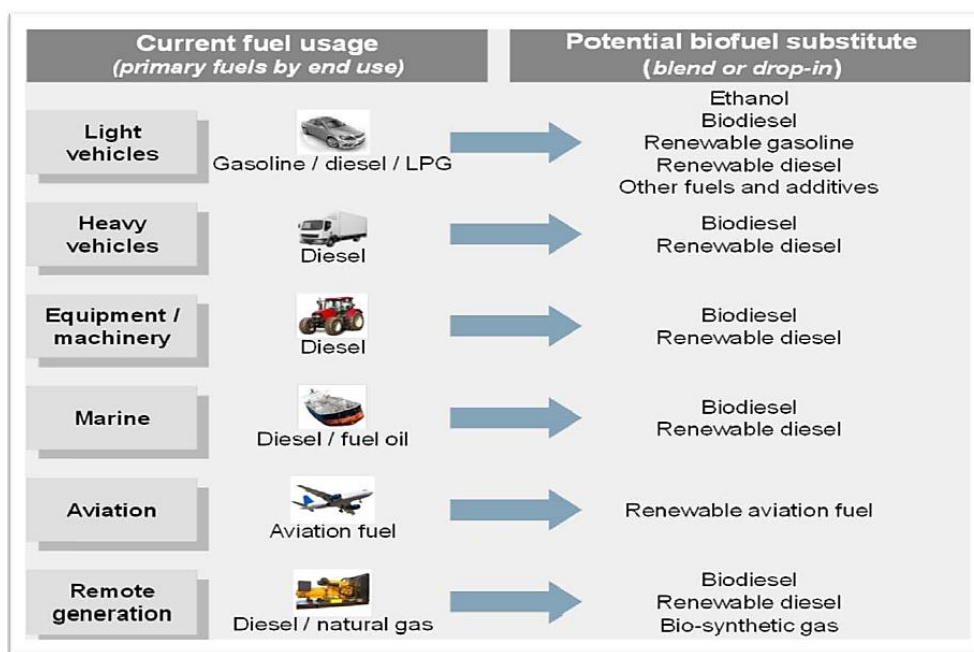 Current fuel usage
(primary fuels by end use)
Potential biofuel substitute
(blend or drop-in)
Light
vehicles
Gasoline / diesel / LPG
Ethanol
Biodiesel
Renewable gasoline
Renewable diesel
Other fuels and additives
Heavy
vehicles
Diesel
Biodiesel
Renewable diesel
Equipment /
machinery
Diesel
Biodiesel
Renewable diesel
Marine
Diesel / fuel oil
Biodiesel
Renewable diesel
Aviation
Aviation fuel
Renewable aviation fuel
Remote
generation
Diesel / natural gas
Biodiesel
Renewable diesel
Bio-synthetic gas